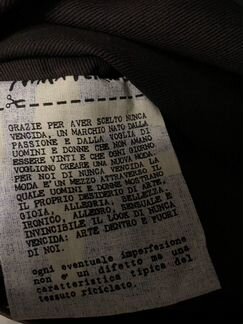 GRAZIE PER AVER SCELTO NUNCA
VENCIDA, UN MARCHIO NATO DALLA
PASSIONE E DALLA VOGLIA DI
UOMINI E DONNE CHE NON AMANO
ESSERE VINTI E CHE OGNI GIORNO
VOGLIONO CREARE UNA NUOVA MODA.
PER NOI DI NUNCA VENCIDA, LA
MODA E' UN MEZZO ATTRAVERSO IL
QUALE UOMINI E DONNE MOSTRANO
IL PROPRIO DESIDERIO DI ARTE,
GIOIA, ALLEGRIA, BELLEZZA.
IRONICO, ALLEGRO, SENSUALE E
INVINCIBILE IL LOOK DI NUNCA
VENCIDA: ARTE DENTRO E FUORI
DI NOI.
ogni eventuale imperfezione
non e' un difetto ma una
caratteristica tipica del
tessuto riciclato.